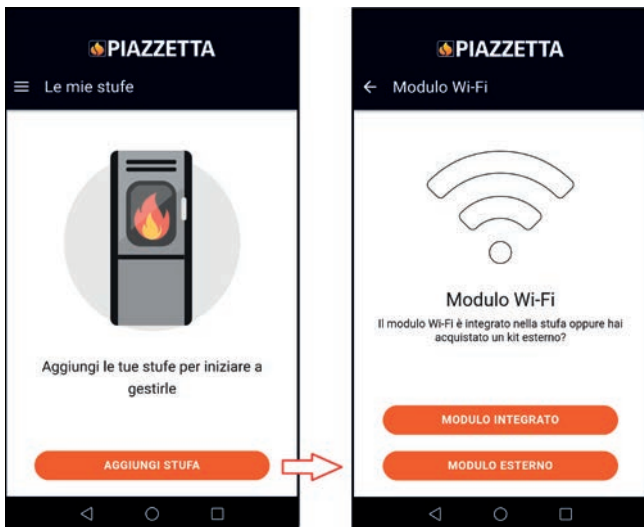 PIAZZETTA
Le mie stufe
Aggiungi le tue stufe per iniziare a
gestirle
AGGIUNGI STUFA
PIAZZETTA
Modulo Wi-Fi
Modulo Wi-Fi
Il modulo Wi-Fi è integrato nella stufa oppure hai
acquistato un kit esterno?
MODULO INTEGRATO
MODULO ESTERNO